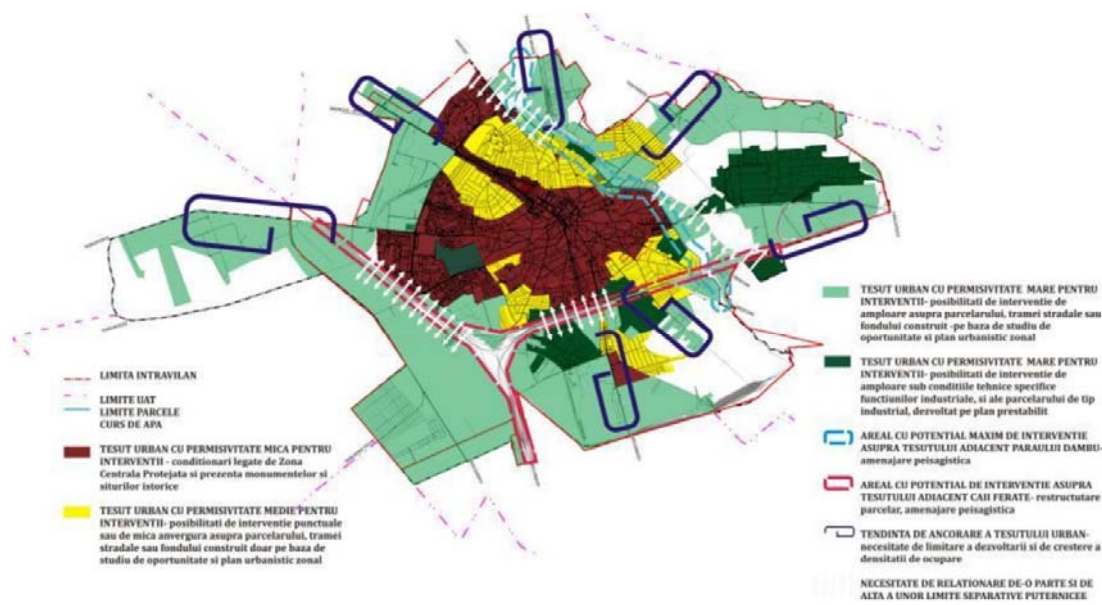 LIMITA INTRAVILAN
LIMITE UAT
LIMITE PARCELE
CURS DE APA
TESUT URBAN CU PERMISIVITATE MICA PENTRU
INTERVENTII - conditionari legate de Zona
Centrala Protejata si prezenta monumentelor si
siturilor istorice
TESUT URBAN CU PERMISIVITATE MEDIE PENTRU
INTERVENTII- posibilitati de interventie punctuale
sau de mica anvergura asupra parcelarului, tramei
stradale sau fondului construit doar pe baza de
studiu de oportunitate si plan urbanistic zonal
TESUT URBAN CU PERMISIVITATE MARE PENTRU
INTERVENTII- posibilitati de interventie de
amploare asupra parcelarului, tramei stradale sau
fondului construit -pe baza de studiu de
oportunitate si plan urbanistic zonal
TESUT URBAN CU PERMISIVITATE MARE PENTRU
INTERVENTII- posibilitati de interventie de
amploare sub conditiile tehnice specifice
functiunilor industriale, si ale parcelarului de tip
industrial, dezvoltat pe plan prestabilit
AREAL CU POTENTIAL MAXIM DE INTERVENTIE
ASUPRA TESUTULUI ADIACENT PARAULUI DAMBU-
amenajare peisagistica
AREAL CU POTENTIAL DE INTERVENTIE ASUPRA
TESUTULUI ADIACENT CAII FERATE- restructutare
parcelar, amenajare peisagistica
TENDINTA DE ANCORARE A TESUTULUI URBAN-
necesitate de limitare a dezvoltarii si de crestere a
densitatii de ocupare
NECESITATE DE RELATIONARE DE-O PARTE SI DE
ALTA A UNOR LIMITE SEPARATIVE PUTERNICEE